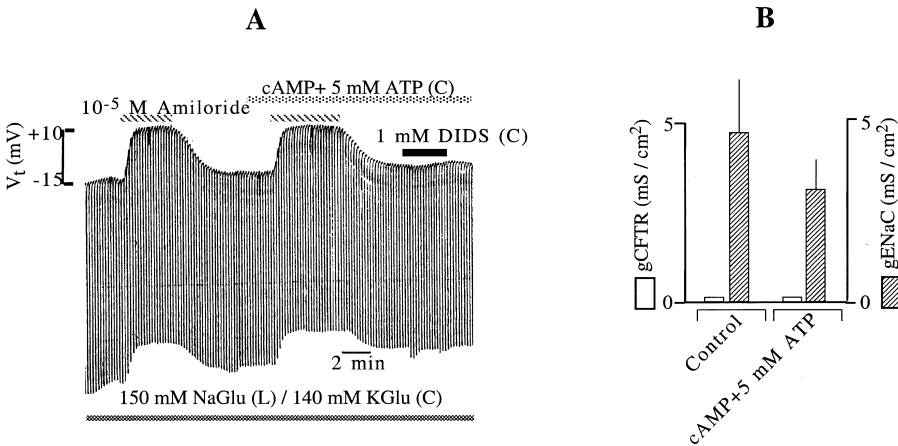 A
B
cAMP+ 5 mM ATP (C)
10-5 M Amiloride
1 mM DIDS (C)
+10
-15
Vt (mV)
2 min
150 mM NaGlu (L) / 140 mM KGlu (C)
5
0
gCFTR (mS / cm2)
5
0
gENaC (mS / cm2)
Control
cAMP+5 mM ATP